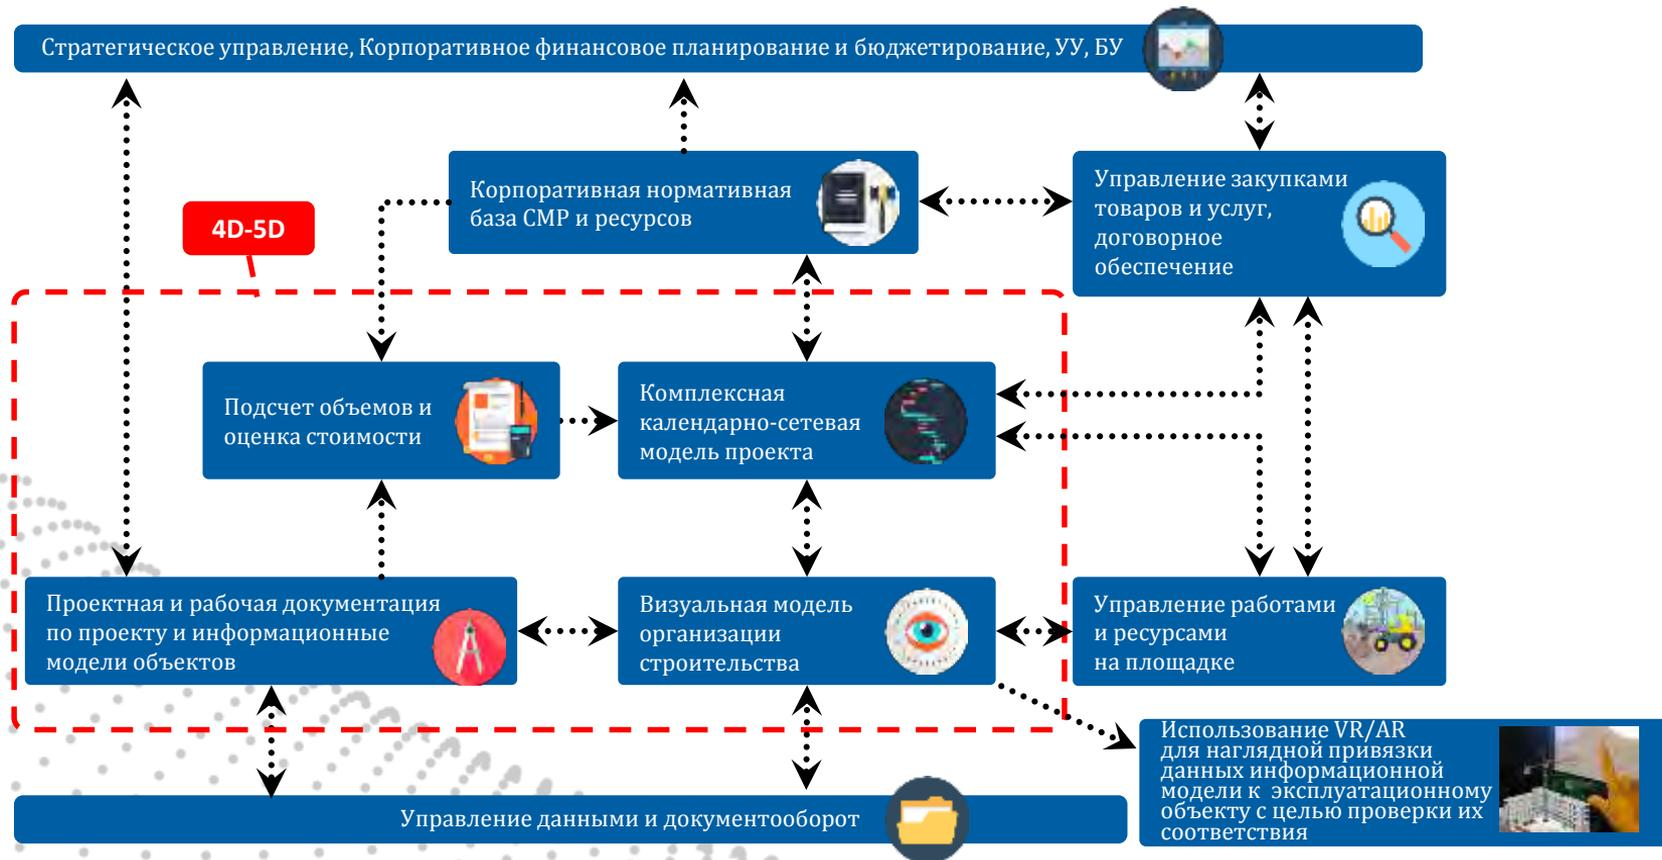 Стратегическое управление, Корпоративное финансовое планирование и бюджетирование, УУ, БУ
Корпоративная нормативная
база СМР и ресурсов
Управление закупками
товаров и услуг,
договорное
обеспечение
4D-5D
Подсчет объемов и
оценка стоимости
Комплексная
календарно-сетевая
модель проекта
Проектная и рабочая документация
по проекту и информационные
модели объектов
Визуальная модель
организации
строительства
Управление работами
и ресурсами
на площадке
Использование VR/AR
для наглядной привязки
данных информационной
модели к эксплуатационному
объекту с целью проверки их
соответствия
Управление данными и документооборот